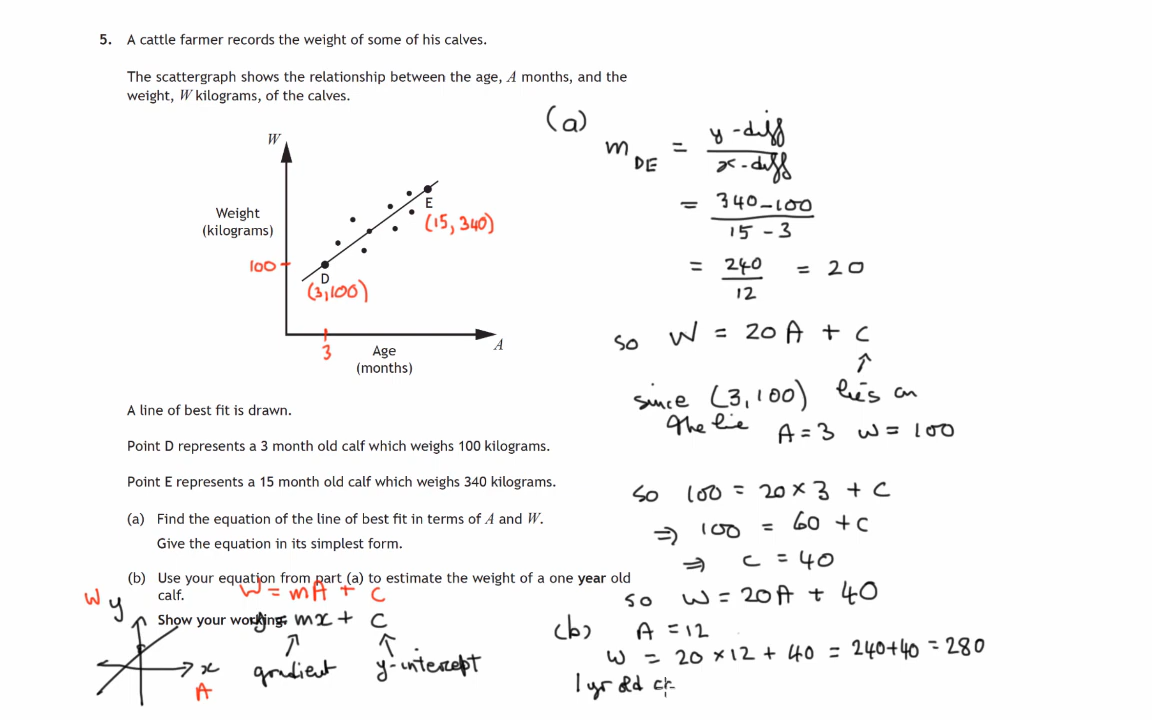 5. A cattle farmer records the weight of some of his calves.
The scattergraph shows the relationship between the age, A months, and the
weight, W kilograms, of the calves.
W
Weight
(kilograms)
100
E
(15, 340)
D
(3,100)
3
Age
(months)
A
A line of best fit is drawn.
Point D represents a 3 month old calf which weighs 100 kilograms.
Point E represents a 15 month old calf which weighs 340 kilograms.
(a) Find the equation of the line of best fit in terms of A and W.
Give the equation in its simplest form.
(b) Use your equation from part (a) to estimate the weight of a one year old
calf.
W = mA + C
Show your working.
y = mx + C
gradient y-intercept
W y
x
A
(a)
m DE = y-diff / x-diff
= 340-100 / 15-3
= 240 / 12 = 20
so W = 20A + C
since (3,100) lies on
the lie A=3 W=100
so 100 = 20×3 + C
⇒ 100 = 60 + C
⇒ C = 40
so W = 20A + 40
(b) A = 12
W = 20×12 + 40 = 240+40 = 280
1 yr old